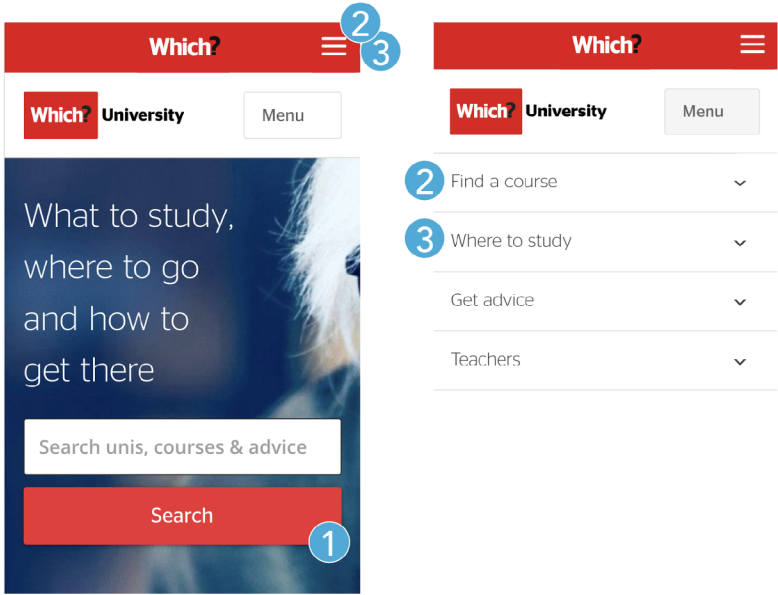 2
Which?
3
Which? University
Menu
What to study,
where to go
and how to
get there
Search unis, courses & advice
Search
1
Which?
Which? University
Menu
2 Find a course
3 Where to study
Get advice
Teachers